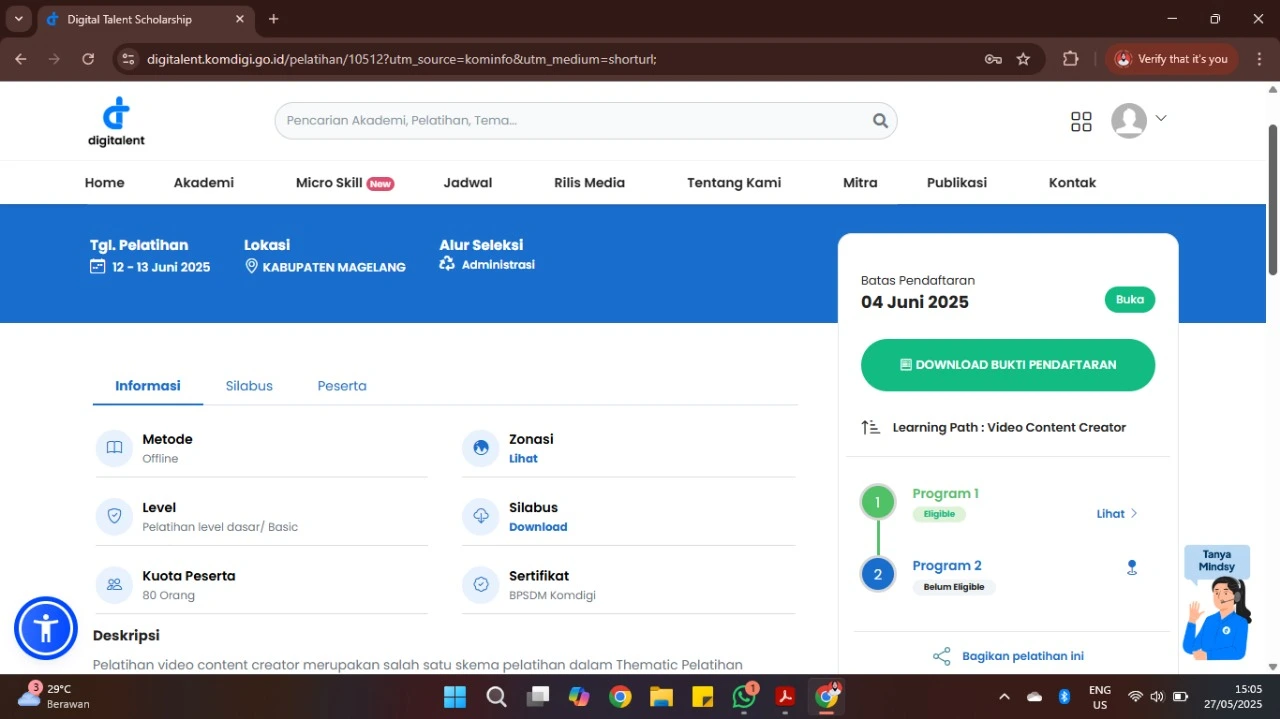 Digital Talent Scholarship
digitalent.komdigi.go.id/pelatihan/10512?utm_source=kominfo&utm_medium=shorturl;
Verify that it's you
digitalent
Pencarian Akademi, Pelatihan, Tema...
Home Akademi Micro Skill New Jadwal Rilis Media Tentang Kami Mitra Publikasi Kontak
Tgl. Pelatihan Lokasi Alur Seleksi
12 - 13 Juni 2025 KABUPATEN MAGELANG Administrasi
Batas Pendaftaran
04 Juni 2025
Buka
DOWNLOAD BUKTI PENDAFTARAN
Learning Path : Video Content Creator
1 Program 1
Eligible
Lihat
2 Program 2
Belum Eligible
Bagikan pelatihan ini
Informasi Silabus Peserta
Metode
Offline
Zonasi
Lihat
Level
Pelatihan level dasar/ Basic
Silabus
Download
Kuota Peserta
80 Orang
Sertifikat
BPSDM Komdigi
Deskripsi
Pelatihan video content creator merupakan salah satu skema pelatihan dalam Thematic Pelatihan
Tanya
Mindsy
3
29°C
Berawan
1
ENG
US
15:05
27/05/2025